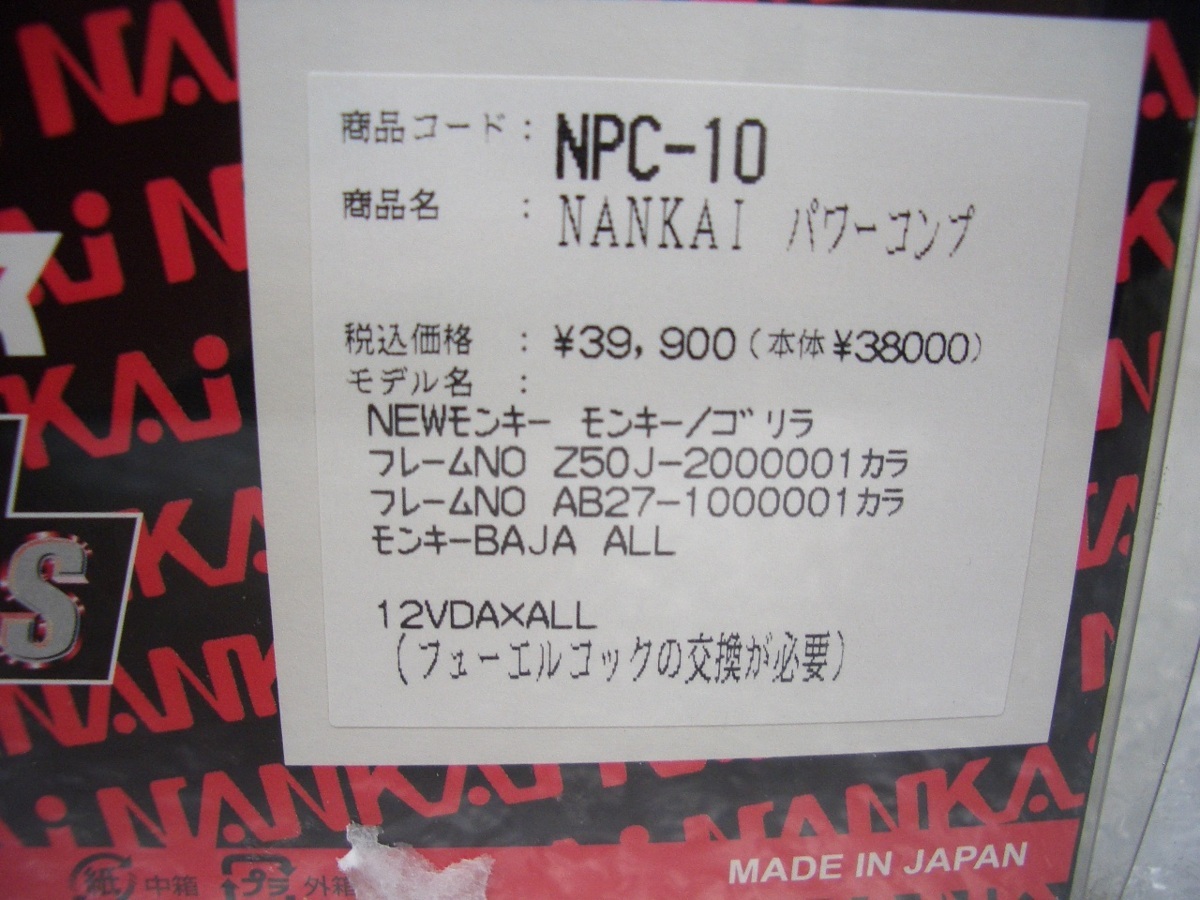 商品コード： NPC-10
商品名 ： NANKAI パワーコンプ
税込価格 ： ¥39,900（本体¥38000）
モデル名 ：
NEWモンキー モンキー/ゴリラ
フレームNO Z50J-2000001カラ
フレームNO AB27-1000001カラ
モンキーBAJA ALL
12VDAXALL
（フューエルコックの交換が必要）
NANKAi NANKAi
MADE IN JAPAN
紙 中箱 プラ 外箱